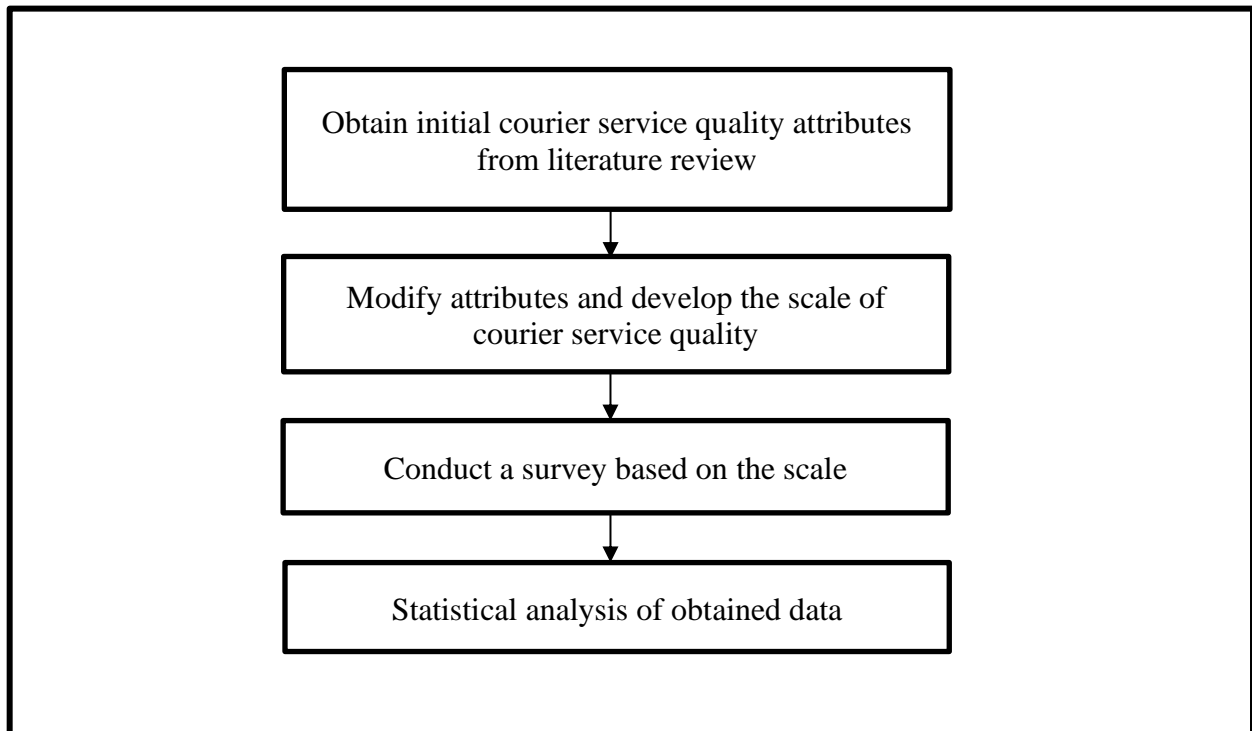 Obtain initial courier service quality attributes
from literature review
Modify attributes and develop the scale of
courier service quality
Conduct a survey based on the scale
Statistical analysis of obtained data